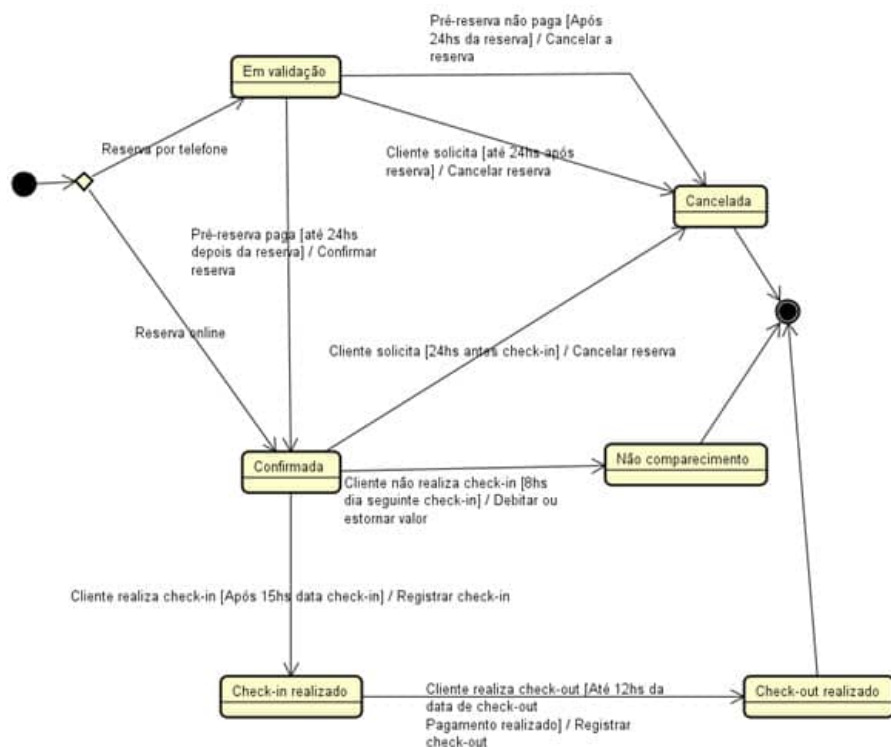 Pré-reserva não paga [Após
24hs da reserva] / Cancelar a
reserva
Em validação
Reserva por telefone
Cliente solicita [até 24hs após
reserva] / Cancelar reserva
Cancelada
Pré-reserva paga [até 24hs
depois da reserva] / Confirmar
reserva
Reserva online
Cliente solicita [24hs antes check-in] / Cancelar reserva
Confirmada
Não comparecimento
Cliente não realiza check-in [8hs
dia seguinte check-in] / Debitar ou
estornar valor
Cliente realiza check-in [Após 15hs data check-in] / Registrar check-in
Check-in realizado
Cliente realiza check-out [Até 12hs da
data de check-out
Pagamento realizado] / Registrar
check-out
Check-out realizado